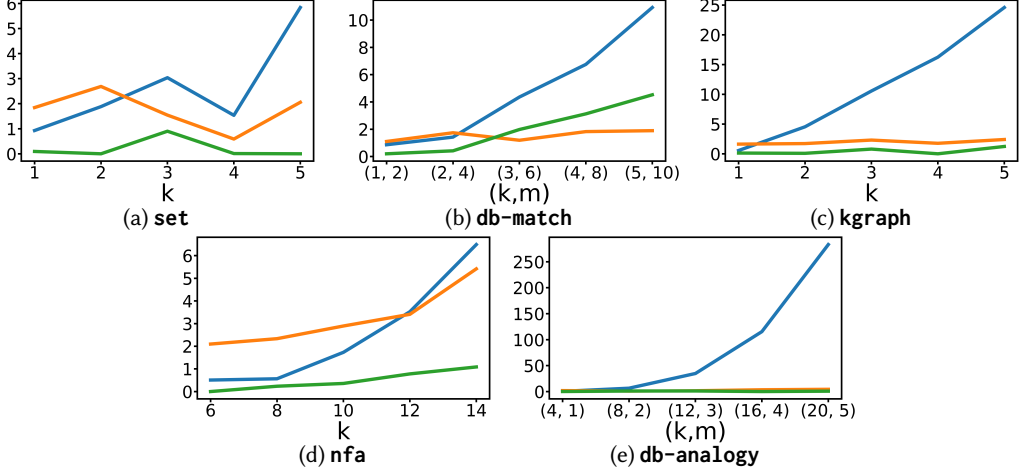 6
5
4
3
2
1
0
1 2 3 4 5
k
(a) set
10
8
6
4
2
0
(1, 2) (2, 4) (3, 6) (4, 8) (5, 10)
(k,m)
(b) db-match
25
20
15
10
5
0
1 2 3 4 5
k
(c) kgraph
6
5
4
3
2
1
0
6 8 10 12 14
k
(d) nfa
250
200
150
100
50
0
(4, 1) (8, 2) (12, 3) (16, 4) (20, 5)
(k,m)
(e) db-analogy